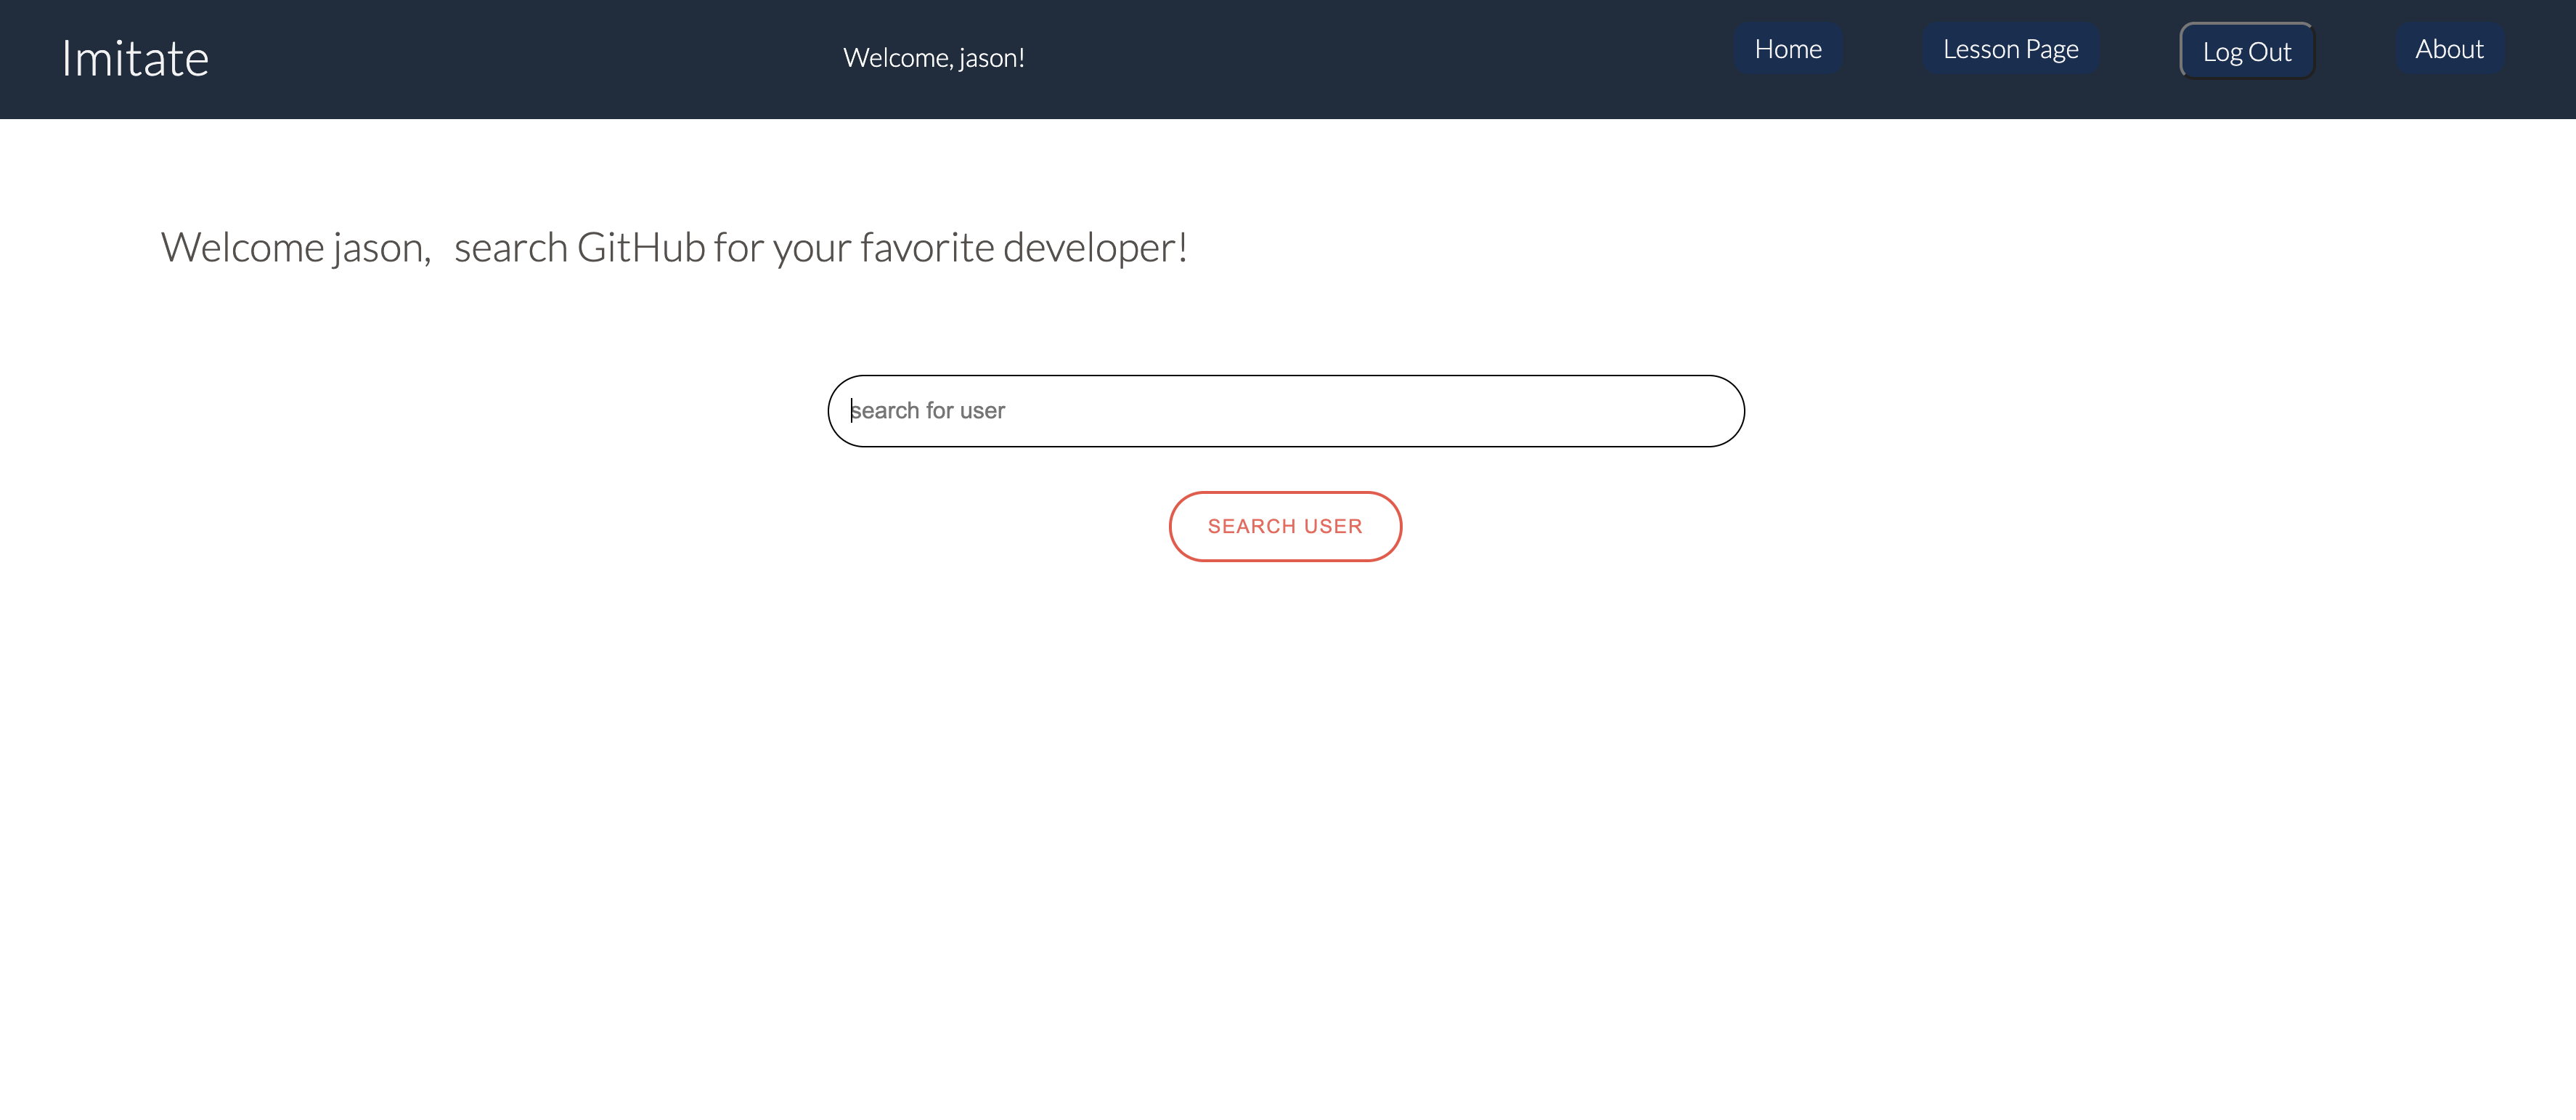 Imitate
Welcome, jason!
Home
Lesson Page
Log Out
About
Welcome jason, search GitHub for your favorite developer!
search for user
SEARCH USER